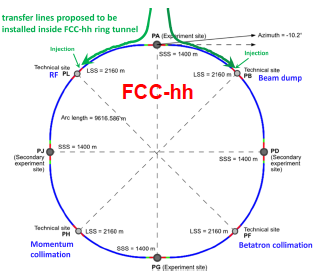 transfer lines proposed to be
installed inside FCC-hh ring tunnel
PA (Experiment site)
Azimuth = -10.2°
Injection
SSS = 1400 m
Injection
Technical site
RF PL
LSS = 2160 m
LSS = 2160 m
Technical site
PB
Beam dump
FCC-hh
Arc length = 9616.586 m
PJ
(Secondary
experiment
site)
SSS = 1400 m
SSS = 1400 m
PD
(Secondary
experiment
site)
Technical site
PH
LSS = 2160 m
LSS = 2160 m
Technical site
PF
Momentum
collimation
SSS = 1400 m
Betatron collimation
PG (Experiment site)